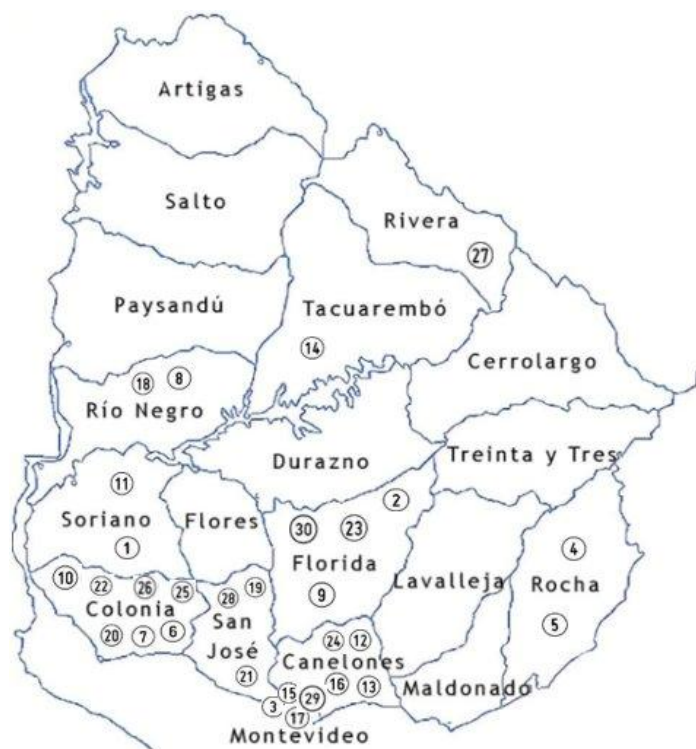 Artigas
Salto
Rivera
27
Paysandú
Tacuarembó
14
Cerrolargo
18
8
Río Negro
Durazno
Treinta y Tres
11
2
Soriano
Flores
30
23
1
Florida
4
10
22
26
25
28
19
9
Lavalleja
Rocha
Colonia
San
José
5
20
7
6
24
12
Canelones
21
15
29
16
13
Maldonado
3
17
Montevideo